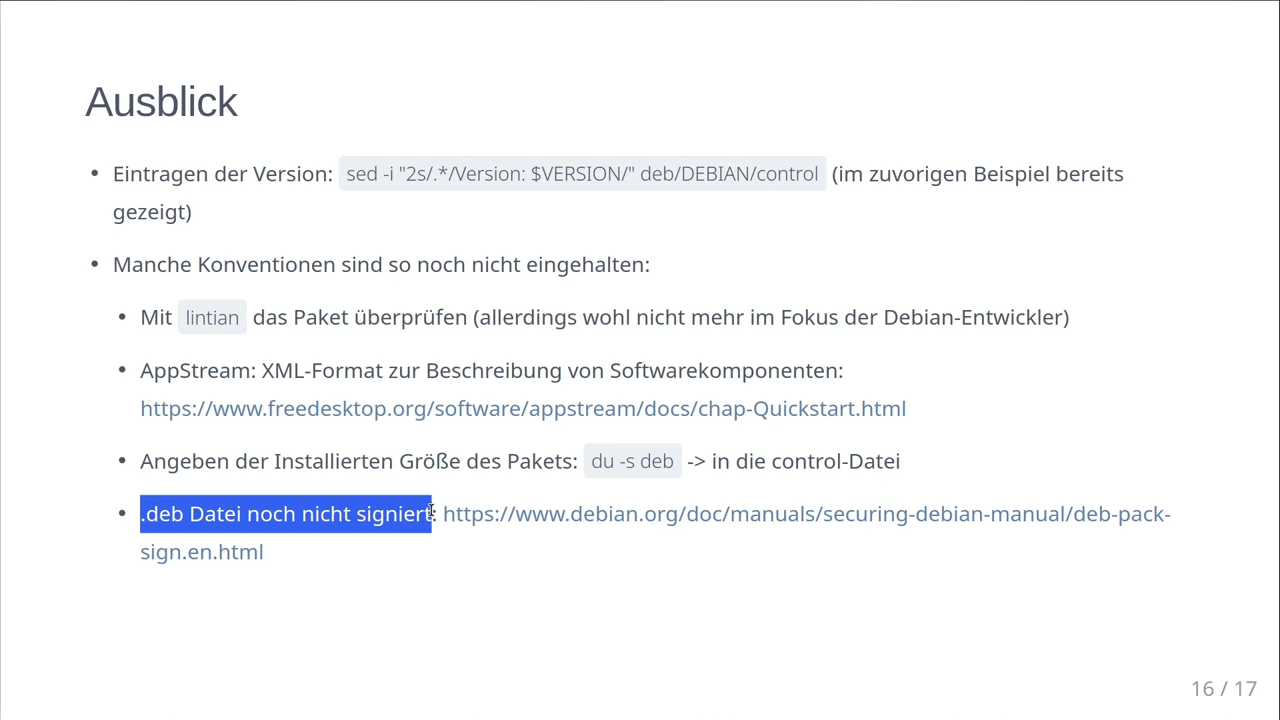 Ausblick
• Eintragen der Version: sed -i "2s/.*/Version: $VERSION/" deb/DEBIAN/control (im zuvorigen Beispiel bereits
gezeigt)
• Manche Konventionen sind so noch nicht eingehalten:
• Mit lintian das Paket überprüfen (allerdings wohl nicht mehr im Fokus der Debian-Entwickler)
• AppStream: XML-Format zur Beschreibung von Softwarekomponenten:
https://www.freedesktop.org/software/appstream/docs/chap-Quickstart.html
• Angeben der Installierten Größe des Pakets: du -s deb -> in die control-Datei
• .deb Datei noch nicht signiert: https://www.debian.org/doc/manuals/securing-debian-manual/deb-pack-
sign.en.html
16 / 17